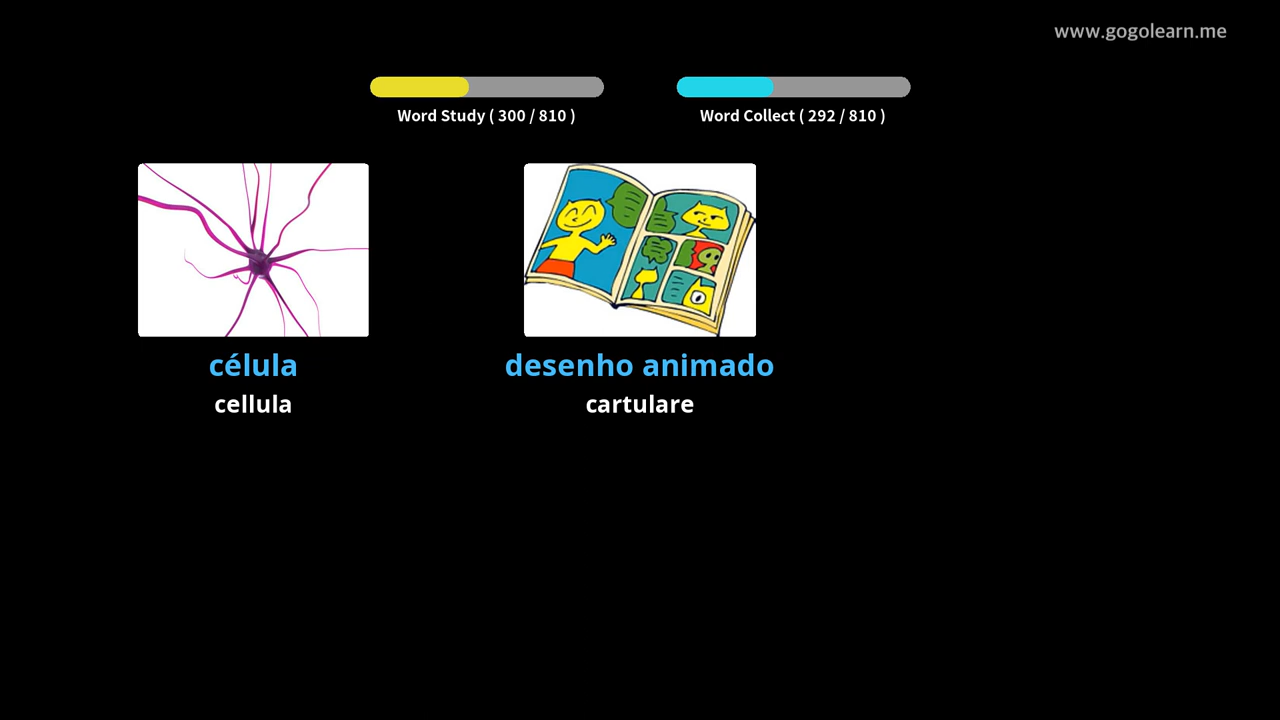 www.gogolearn.me
Word Study ( 300 / 810 )
Word Collect ( 292 / 810 )
célula
desenho animado
cellula
cartulare